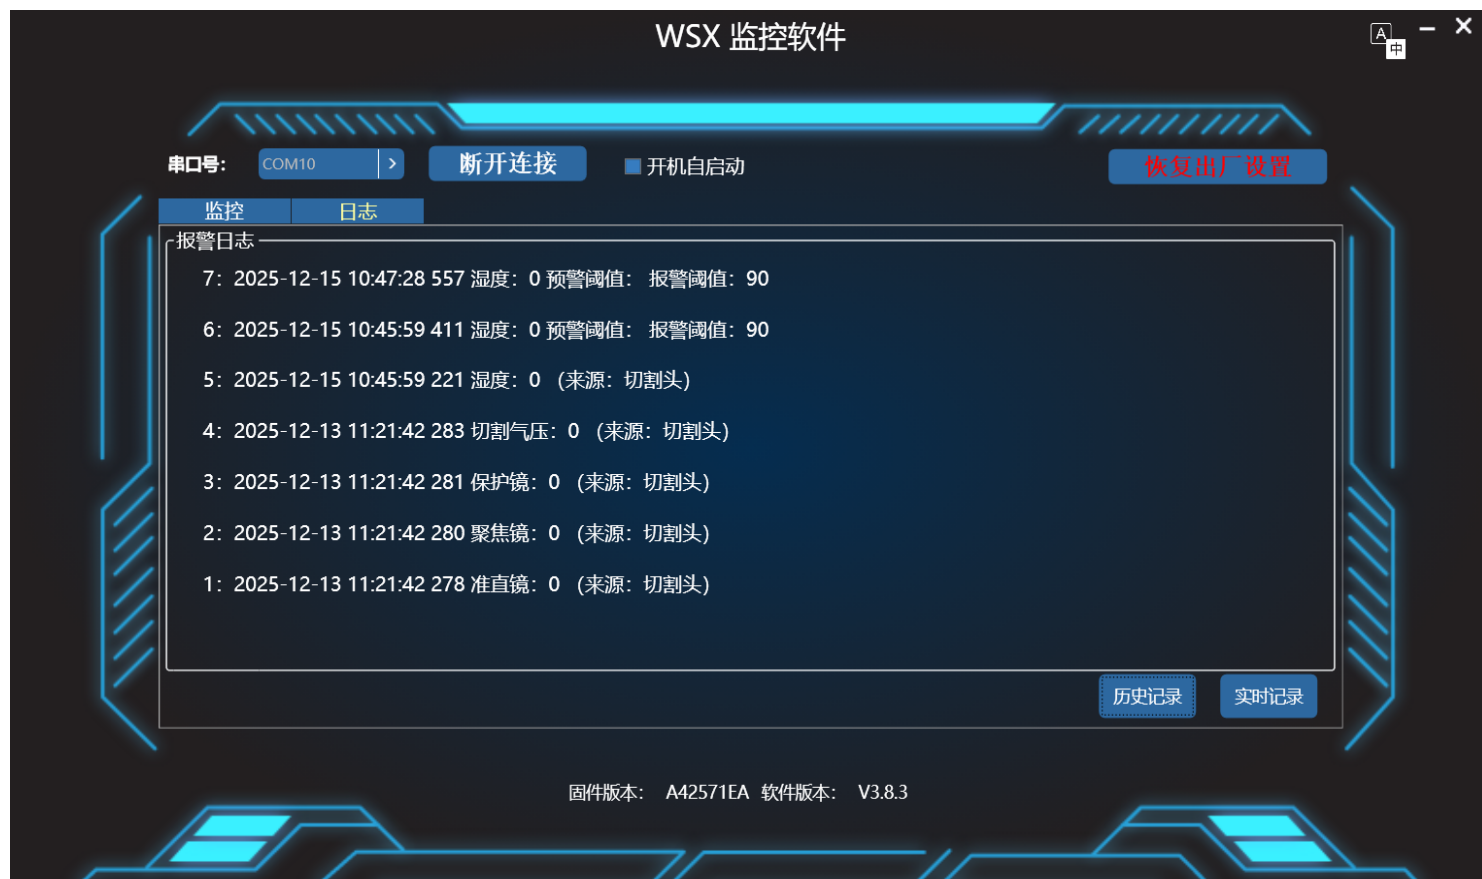 WSX 监控软件
A
中
串口号: COM10 > 断开连接 开机自启动 恢复出厂设置
监控 日志
报警日志
7: 2025-12-15 10:47:28 557 湿度: 0 预警阈值: 报警阈值: 90
6: 2025-12-15 10:45:59 411 湿度: 0 预警阈值: 报警阈值: 90
5: 2025-12-15 10:45:59 221 湿度: 0 (来源: 切割头)
4: 2025-12-13 11:21:42 283 切割气压: 0 (来源: 切割头)
3: 2025-12-13 11:21:42 281 保护镜: 0 (来源: 切割头)
2: 2025-12-13 11:21:42 280 聚焦镜: 0 (来源: 切割头)
1: 2025-12-13 11:21:42 278 准直镜: 0 (来源: 切割头)
历史记录 实时记录
固件版本: A42571EA 软件版本: V3.8.3